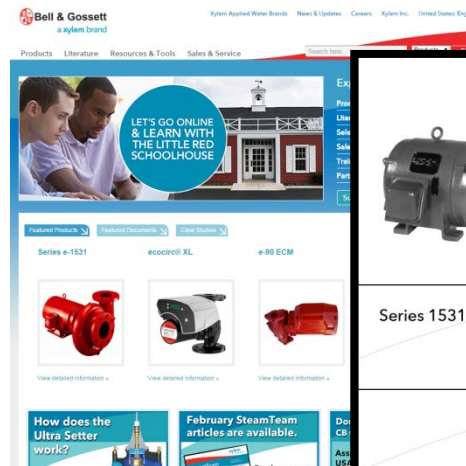 Bell & Gossett
a xylem brand
Xylem Applied Water Brands News & Updates Careers Xylem Inc. United States
Products Literature Resources & Tools Sales & Service
Search here
LET'S GO ONLINE
& LEARN WITH
THE LITTLE RED
SCHOOLHOUSE
Featured Products Featured Documents Case Studies
Series e-1531 ecocirc® XL e-90 ECM
Series 1531
View detailed information » View detailed information » View detailed information »
How does the
Ultra Setter
work?
February SteamTeam
articles are available.